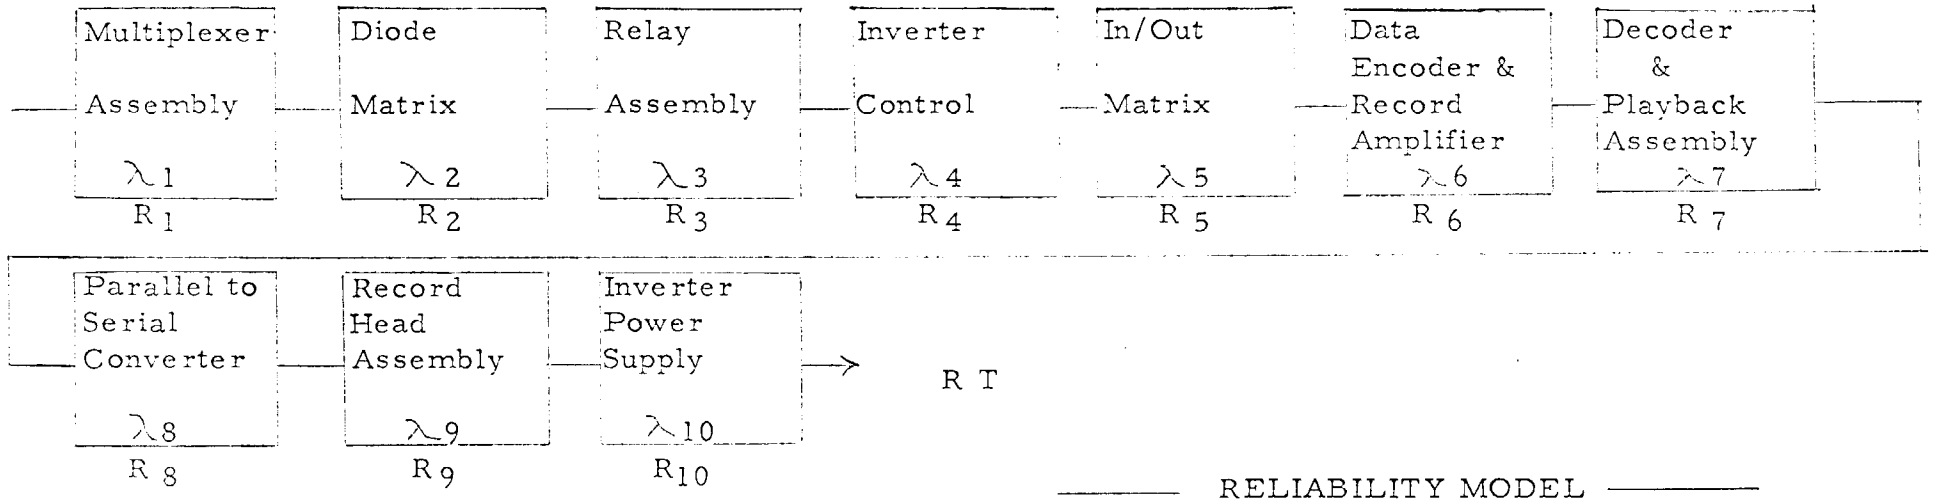 Multiplexer
Assembly
λ1
R1
Diode
Matrix
λ2
R2
Relay
Assembly
λ3
R3
Inverter
Control
λ4
R4
In/Out
Matrix
λ5
R5
Data
Encoder &
Record
Amplifier
λ6
R6
Decoder
&
Playback
Assembly
λ7
R7
Parallel to
Serial
Converter
λ8
R8
Record
Head
Assembly
λ9
R9
Inverter
Power
Supply
λ10
R10
R T
RELIABILITY MODEL